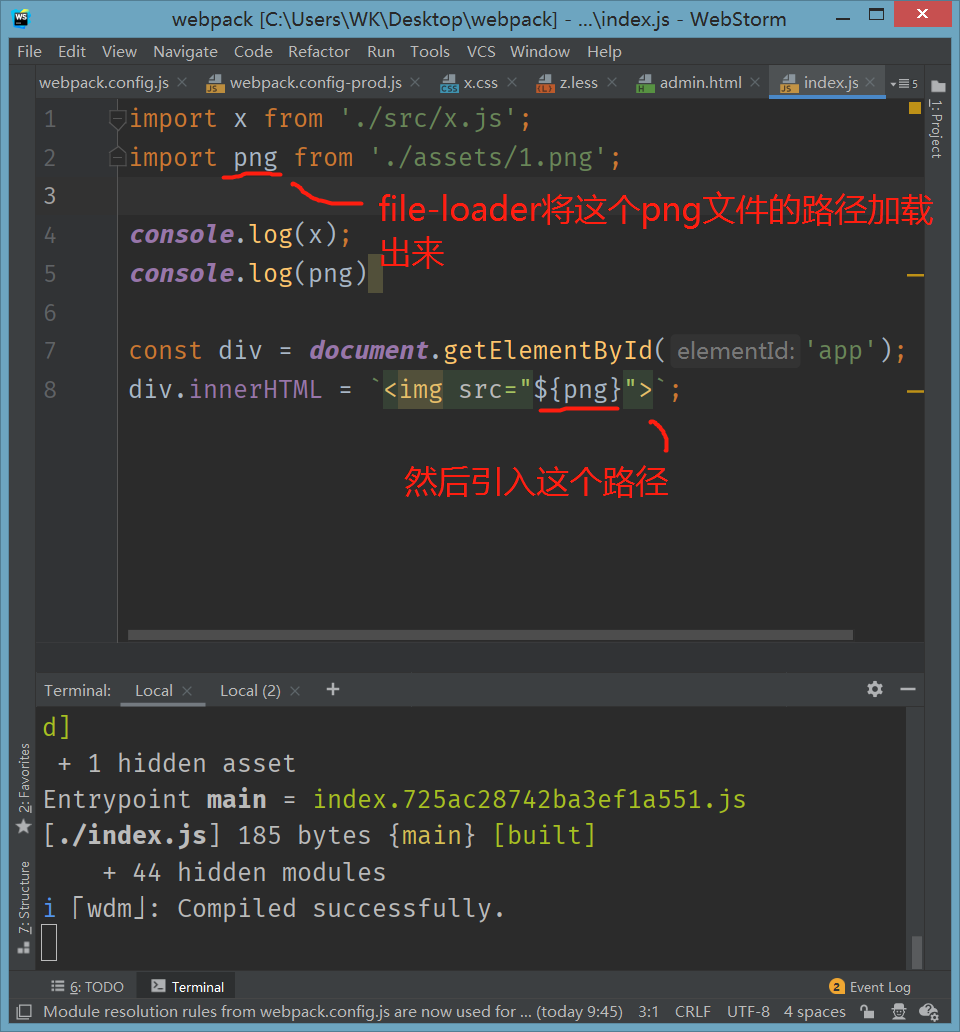 webpack [C:\Users\WK\Desktop\webpack] - ...\index.js - WebStorm
File Edit View Navigate Code Refactor Run Tools VCS Window Help
webpack.config.js webpack.config-prod.js x.css z.less admin.html index.js 5
1 import x from './src/x.js';
2 import png from './assets/1.png';
3
file-loader将这个png文件的路径加载
出来
4 console.log(x);
5 console.log(png)
6
7 const div = document.getElementById( elementId: 'app');
8 div.innerHTML = `<img src="${png}">`;
然后引入这个路径
1: Project
Terminal: Local Local (2) +
d]
+ 1 hidden asset
Entrypoint main = index.725ac28742ba3ef1a551.js
[./index.js] 185 bytes {main} [built]
+ 44 hidden modules
i ｢wdm｣: Compiled successfully.
2: Favorites
7: Structure
6: TODO Terminal 2 Event Log
Module resolution rules from webpack.config.js are now used for ... (today 9:45) 3:1 CRLF UTF-8 4 spaces